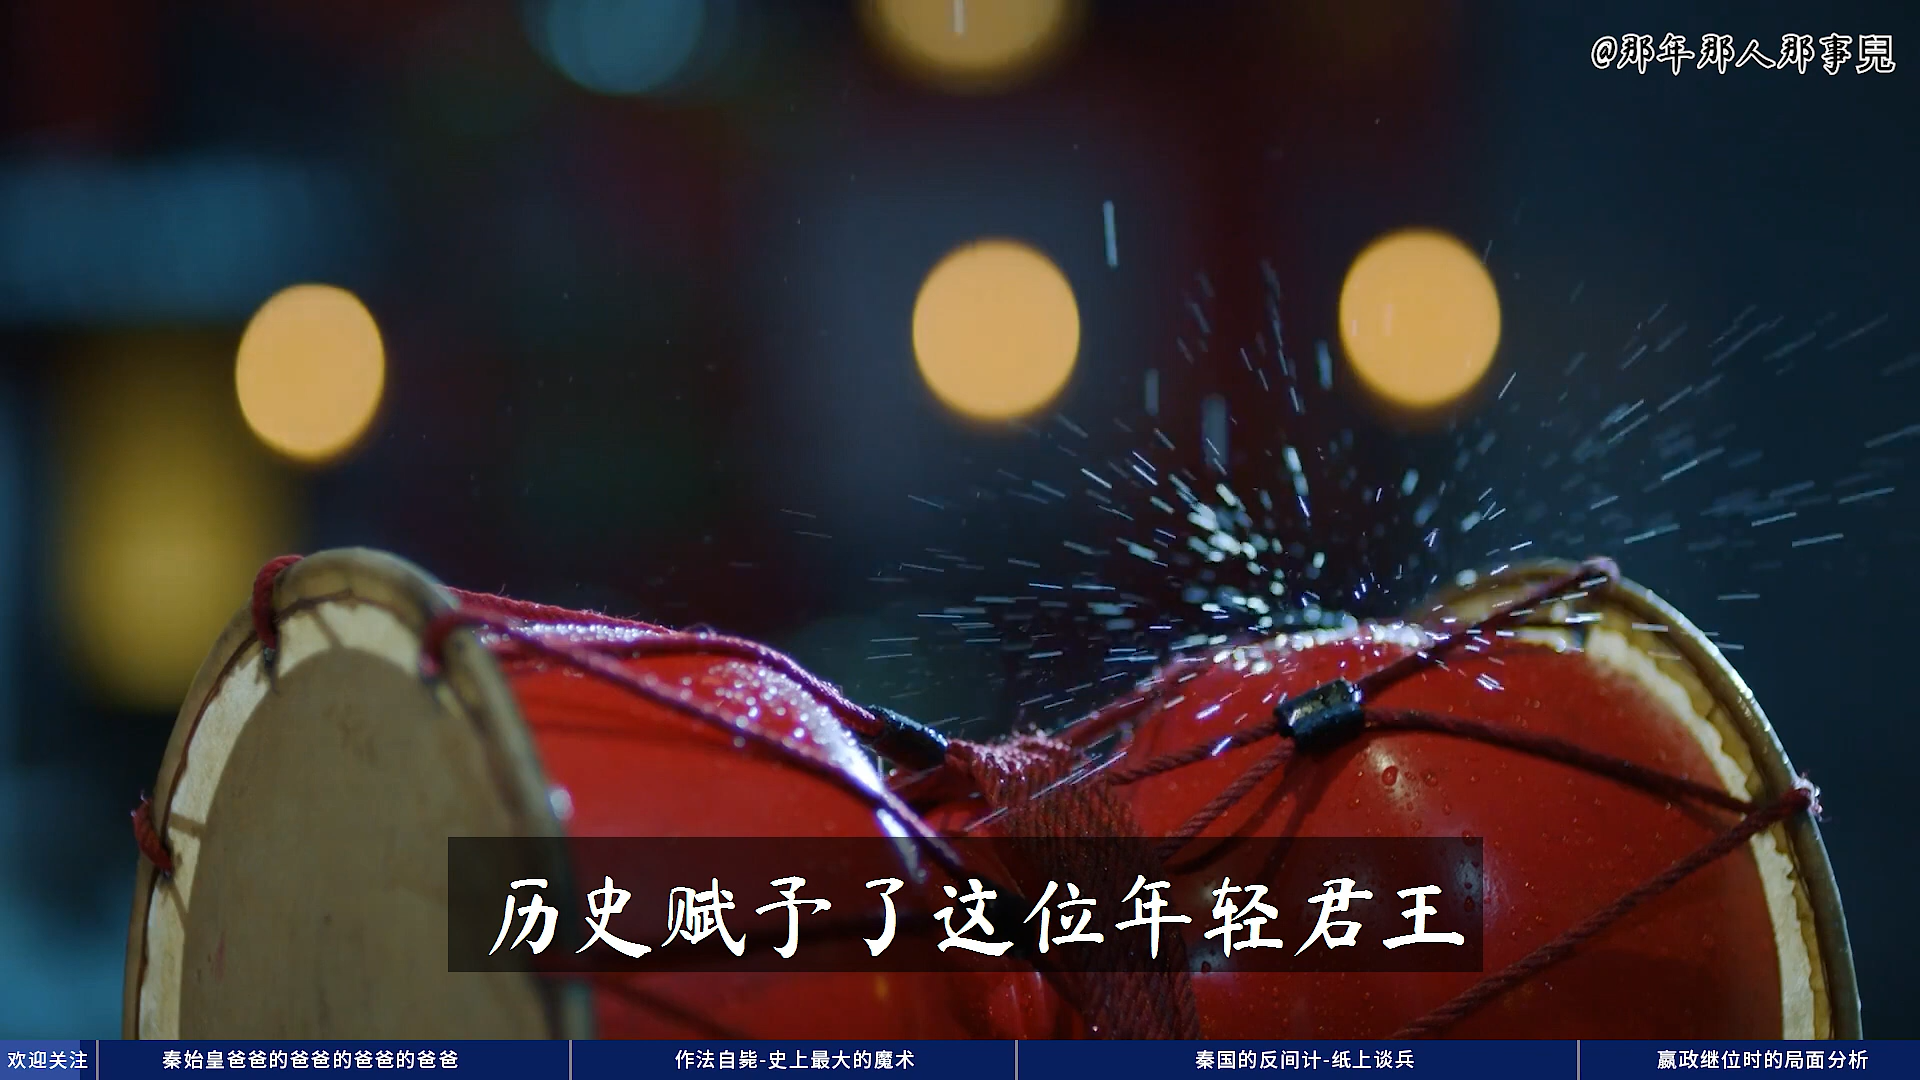 @那年那人那事兒
历史赋予了这位年轻君王
欢迎关注
秦始皇爸爸的爸爸的爸爸的爸爸
作法自毙-史上最大的魔术
秦国的反间计-纸上谈兵
嬴政继位时的局面分析